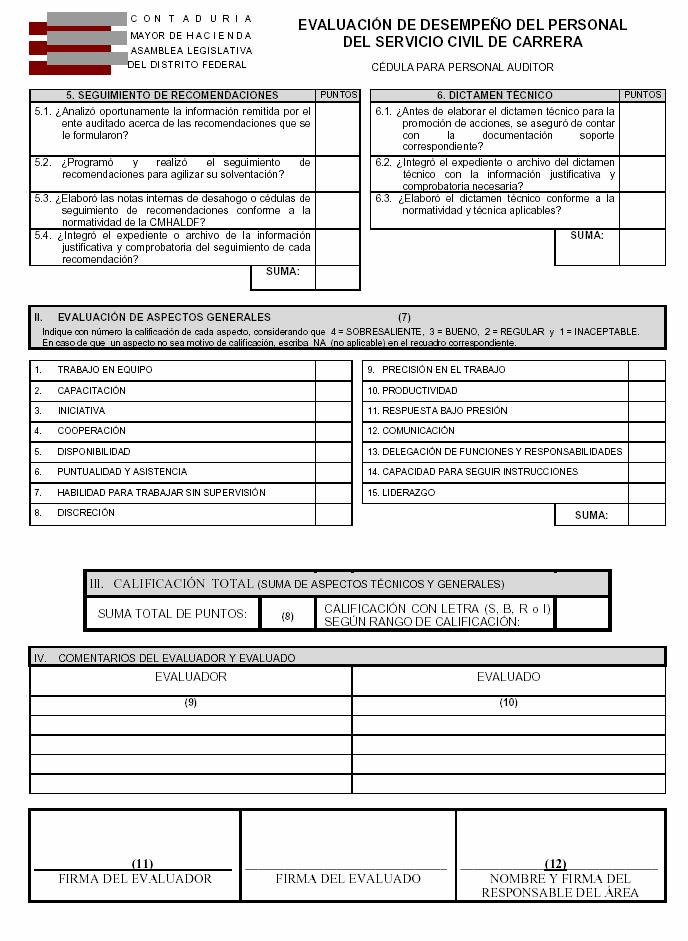 CONTADURIA
MAYOR DE HACIENDA
ASAMBLEA LEGISLATIVA
DEL DISTRITO FEDERAL
EVALUACIÓN DE DESEMPEÑO DEL PERSONAL
DEL SERVICIO CIVIL DE CARRERA
CÉDULA PARA PERSONAL AUDITOR
5. SEGUIMIENTO DE RECOMENDACIONES PUNTOS
5.1. ¿Analizó oportunamente la información remitida por el
ente auditado acerca de las recomendaciones que se
le formularon?
5.2. ¿Programó y realizó el seguimiento de
recomendaciones para agilizar su solventación?
5.3. ¿Elaboró las notas internas de desahogo o cédulas de
seguimiento de recomendaciones conforme a la
normatividad de la CMHALDF?
5.4. ¿Integró el expediente o archivo de la información
justificativa y comprobatoria del seguimiento de cada
recomendación?
SUMA:
6. DICTAMEN TÉCNICO PUNTOS
6.1. ¿Antes de elaborar el dictamen técnico para la
promoción de acciones, se aseguró de contar
con la documentación soporte
correspondiente?
6.2. ¿Integró el expediente o archivo del dictamen
técnico con la información justificativa y
comprobatoria necesaria?
6.3. ¿Elaboró el dictamen técnico conforme a la
normatividad y técnica aplicables?
SUMA:
II. EVALUACIÓN DE ASPECTOS GENERALES (7)
Indique con número la calificación de cada aspecto, considerando que 4 = SOBRESALIENTE, 3 = BUENO, 2 = REGULAR y 1 = INACEPTABLE.
En caso de que un aspecto no sea motivo de calificación, escriba NA (no aplicable) en el recuadro correspondiente.
1. TRABAJO EN EQUIPO
2. CAPACITACIÓN
3. INICIATIVA
4. COOPERACIÓN
5. DISPONIBILIDAD
6. PUNTUALIDAD Y ASISTENCIA
7. HABILIDAD PARA TRABAJAR SIN SUPERVISIÓN
8. DISCRECIÓN
9. PRECISIÓN EN EL TRABAJO
10. PRODUCTIVIDAD
11. RESPUESTA BAJO PRESIÓN
12. COMUNICACIÓN
13. DELEGACIÓN DE FUNCIONES Y RESPONSABILIDADES
14. CAPACIDAD PARA SEGUIR INSTRUCCIONES
15. LIDERAZGO
SUMA:
III. CALIFICACIÓN TOTAL (SUMA DE ASPECTOS TÉCNICOS Y GENERALES)
SUMA TOTAL DE PUNTOS: (8) CALIFICACIÓN CON LETRA (S, B, R o I)
SEGÚN RANGO DE CALIFICACIÓN:
IV. COMENTARIOS DEL EVALUADOR Y EVALUADO
EVALUADOR EVALUADO
(9) (10)
(11) (12)
FIRMA DEL EVALUADOR FIRMA DEL EVALUADO NOMBRE Y FIRMA DEL
RESPONSABLE DEL ÁREA